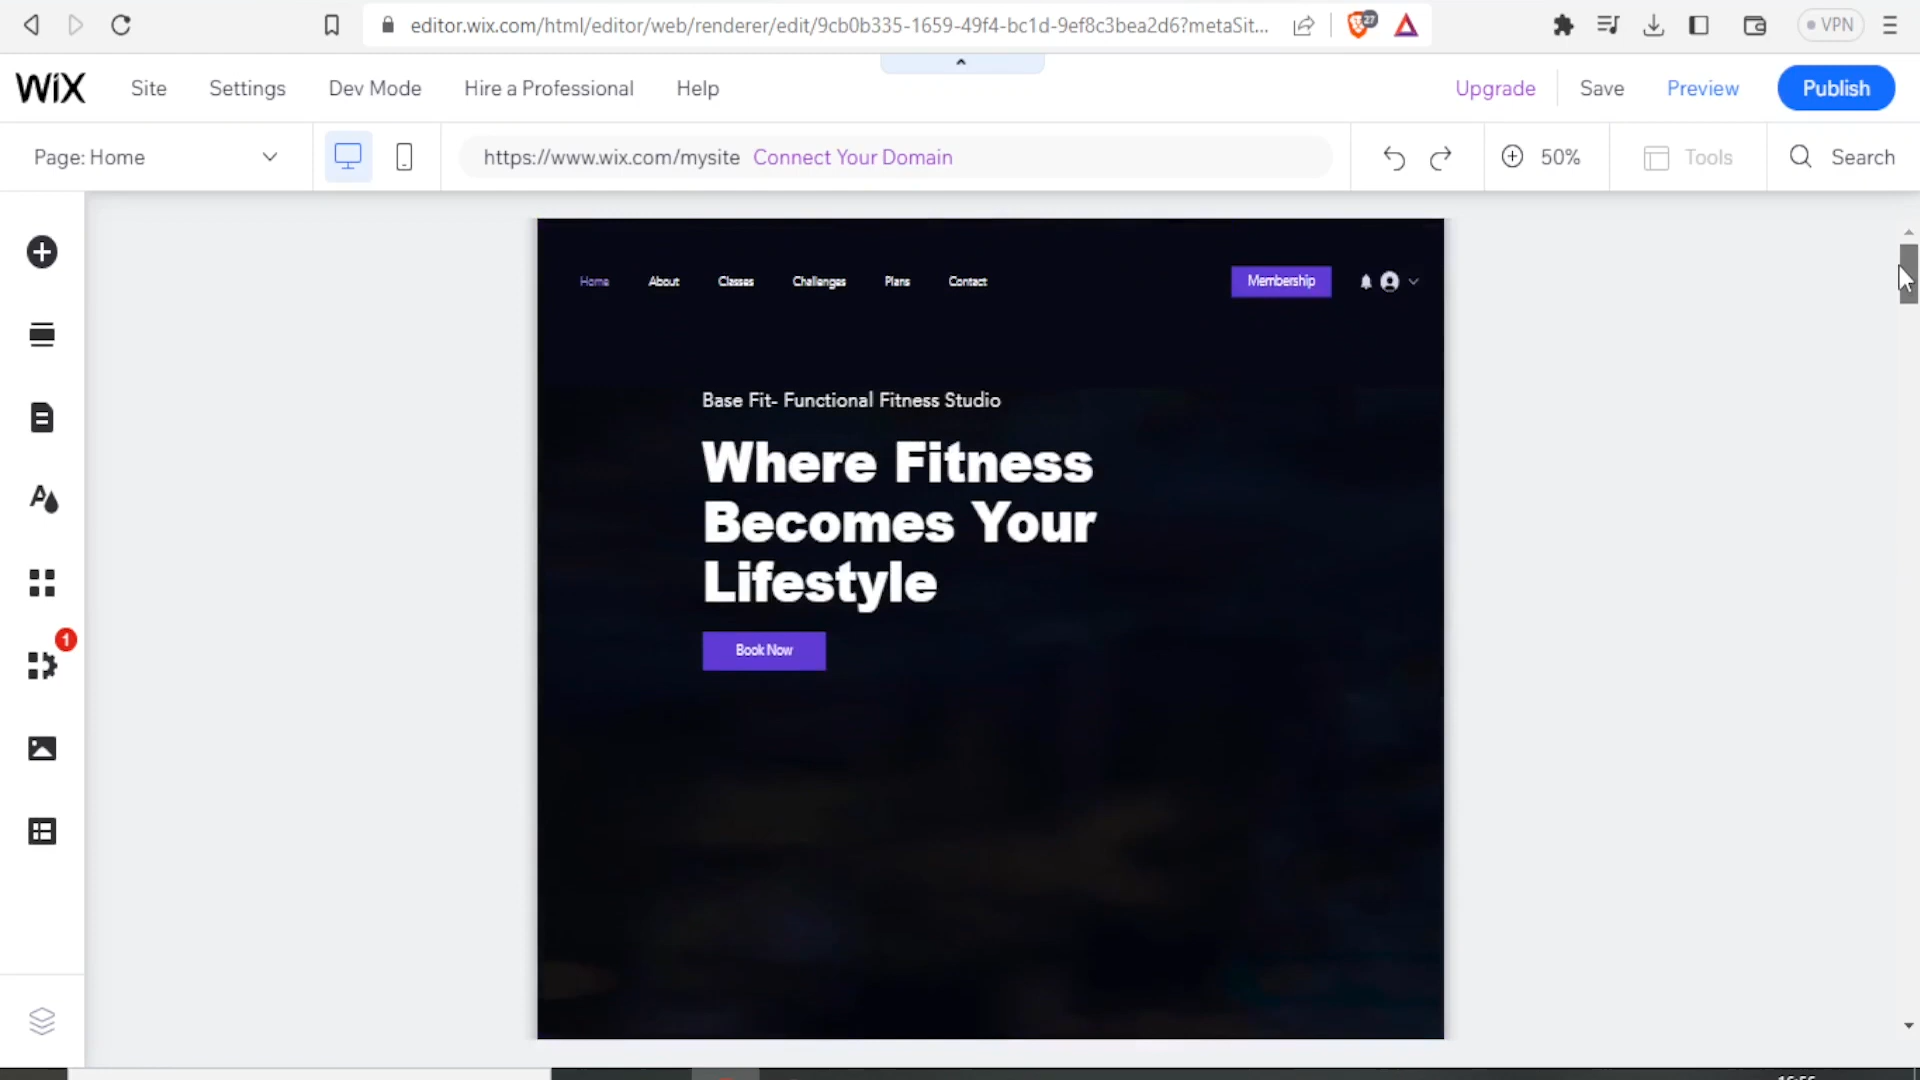 editor.wix.com/html/editor/web/renderer/edit/9cb0b335-1659-49f4-bc1d-9ef8c3bea2d6?metaSit...
27
VPN
WiX Site Settings Dev Mode Hire a Professional Help Upgrade Save Preview Publish
Page: Home https://www.wix.com/mysite Connect Your Domain 50% Tools Search
Home About Classes Challenges Plans Contact Membership
Base Fit- Functional Fitness Studio
Where Fitness
Becomes Your
Lifestyle
Book Now
1